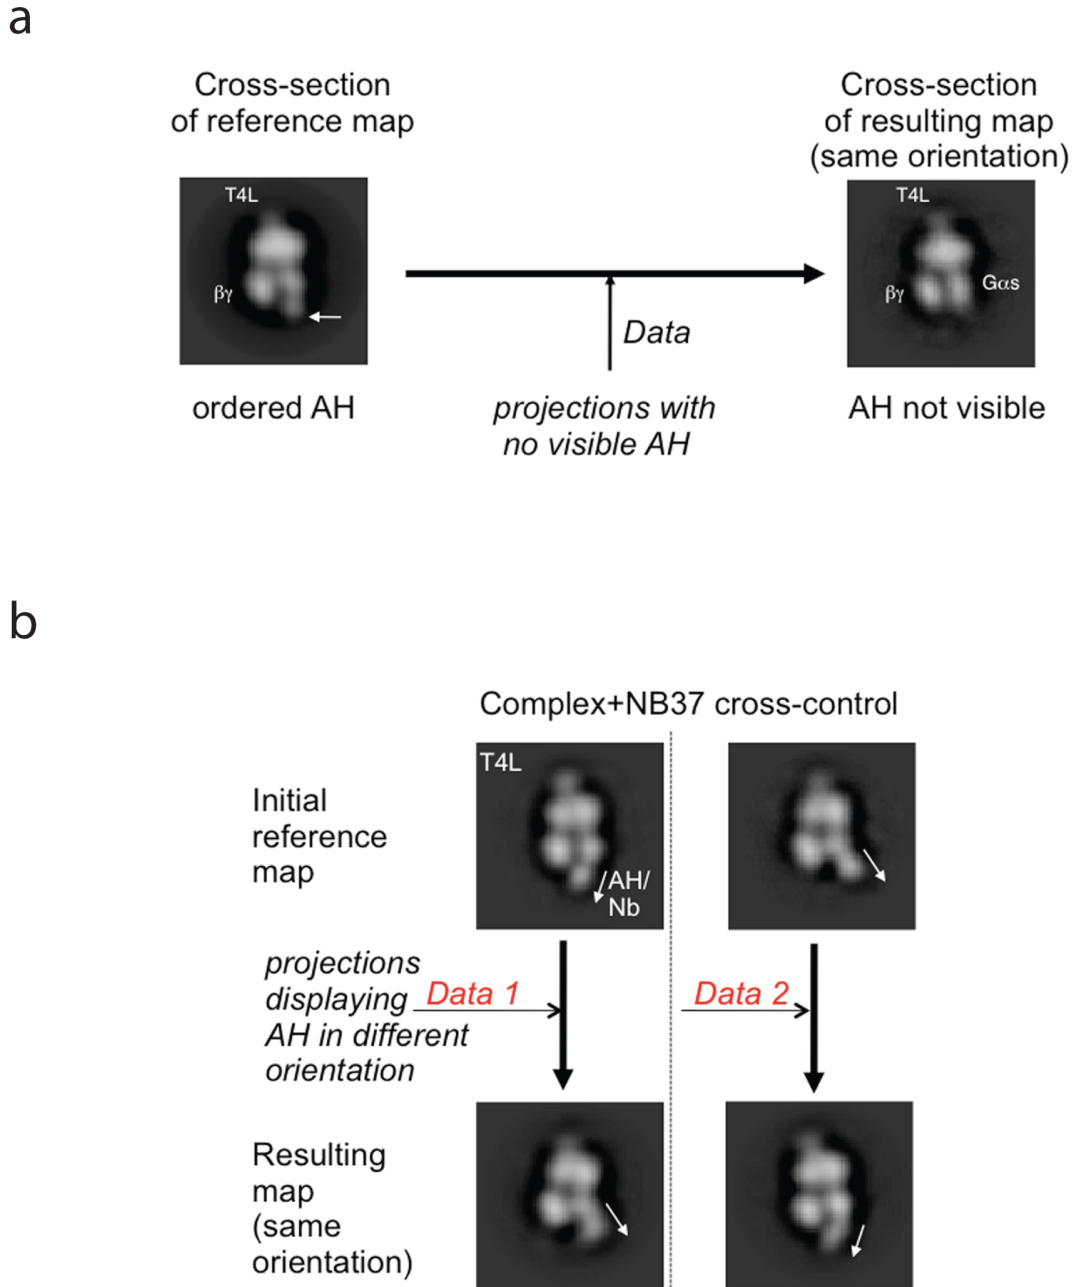 a
Cross-section
of reference map
Cross-section
of resulting map
(same orientation)
T4L
βγ
T4L
βγ
Gαs
Data
ordered AH
projections with
no visible AH
AH not visible
b
Complex+NB37 cross-control
Initial
reference
map
T4L
/AH/
Nb
projections
displaying
AH in different
orientation
Data 1
Data 2
Resulting
map
(same
orientation)